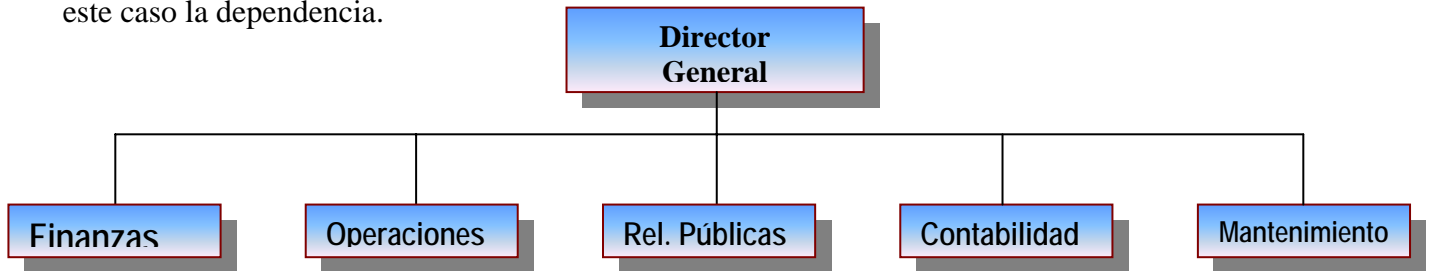 este caso la dependencia.
Director
General
Finanzas
Operaciones
Rel. Públicas
Contabilidad
Mantenimiento